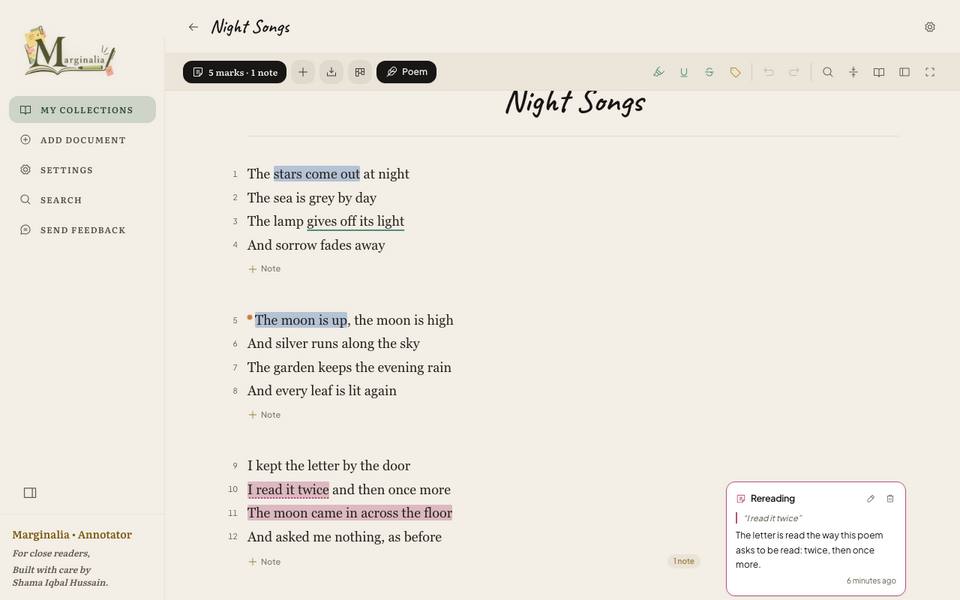 Marginalia
MY COLLECTIONS
ADD DOCUMENT
SETTINGS
SEARCH
SEND FEEDBACK
Marginalia • Annotator
For close readers,
Built with care by
Shama Iqbal Hussain.
Night Songs
5 marks · 1 note
Poem
Night Songs
1 The stars come out at night
2 The sea is grey by day
3 The lamp gives off its light
4 And sorrow fades away
+ Note
5 The moon is up, the moon is high
6 And silver runs along the sky
7 The garden keeps the evening rain
8 And every leaf is lit again
+ Note
9 I kept the letter by the door
10 I read it twice and then once more
11 The moon came in across the floor
12 And asked me nothing, as before
+ Note
1 note
Rereading
"I read it twice"
The letter is read the way this poem
asks to be read: twice, then once
more.
6 minutes ago